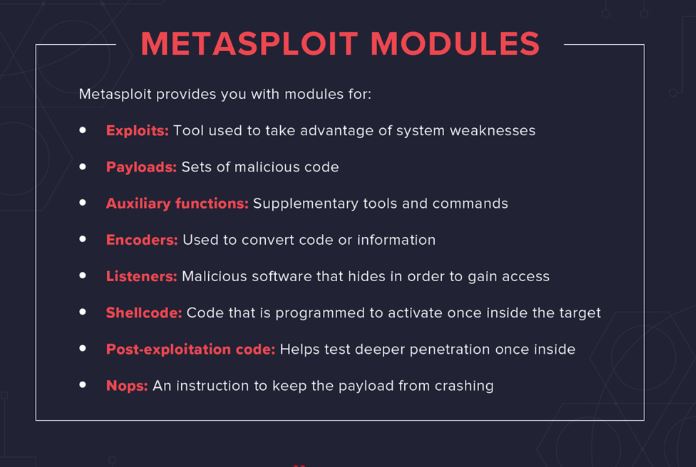 METASPLOIT MODULES
Metasploit provides you with modules for:
• Exploits: Tool used to take advantage of system weaknesses
• Payloads: Sets of malicious code
• Auxiliary functions: Supplementary tools and commands
• Encoders: Used to convert code or information
• Listeners: Malicious software that hides in order to gain access
• Shellcode: Code that is programmed to activate once inside the target
• Post-exploitation code: Helps test deeper penetration once inside
• Nops: An instruction to keep the payload from crashing